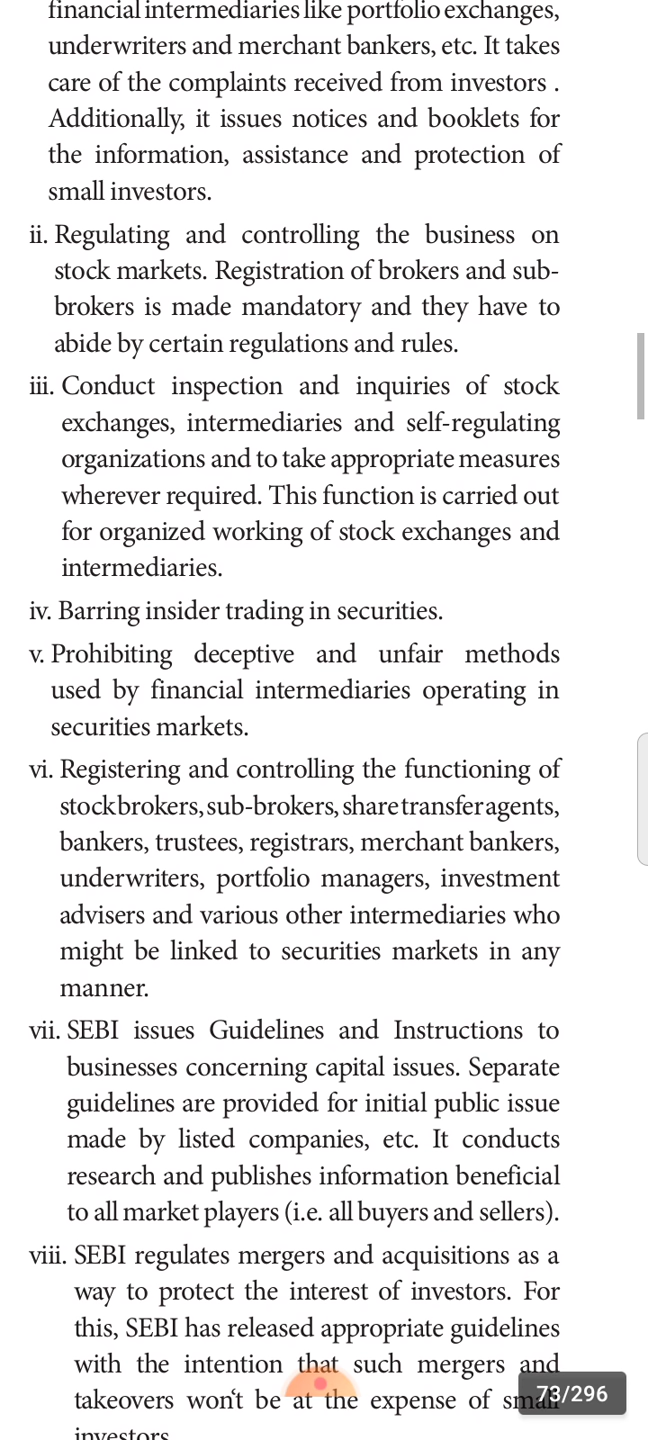 financial intermediaries like portfolio exchanges,
underwriters and merchant bankers, etc. It takes
care of the complaints received from investors .
Additionally, it issues notices and booklets for
the information, assistance and protection of
small investors.
ii. Regulating and controlling the business on
stock markets. Registration of brokers and sub-
brokers is made mandatory and they have to
abide by certain regulations and rules.
iii. Conduct inspection and inquiries of stock
exchanges, intermediaries and self-regulating
organizations and to take appropriate measures
wherever required. This function is carried out
for organized working of stock exchanges and
intermediaries.
iv. Barring insider trading in securities.
v. Prohibiting deceptive and unfair methods
used by financial intermediaries operating in
securities markets.
vi. Registering and controlling the functioning of
stock brokers, sub-brokers, share transfer agents,
bankers, trustees, registrars, merchant bankers,
underwriters, portfolio managers, investment
advisers and various other intermediaries who
might be linked to securities markets in any
manner.
vii. SEBI issues Guidelines and Instructions to
businesses concerning capital issues. Separate
guidelines are provided for initial public issue
made by listed companies, etc. It conducts
research and publishes information beneficial
to all market players (i.e. all buyers and sellers).
viii. SEBI regulates mergers and acquisitions as a
way to protect the interest of investors. For
this, SEBI has released appropriate guidelines
with the intention that such mergers and
takeovers won‘t be at the expense of small
investors.
73/296